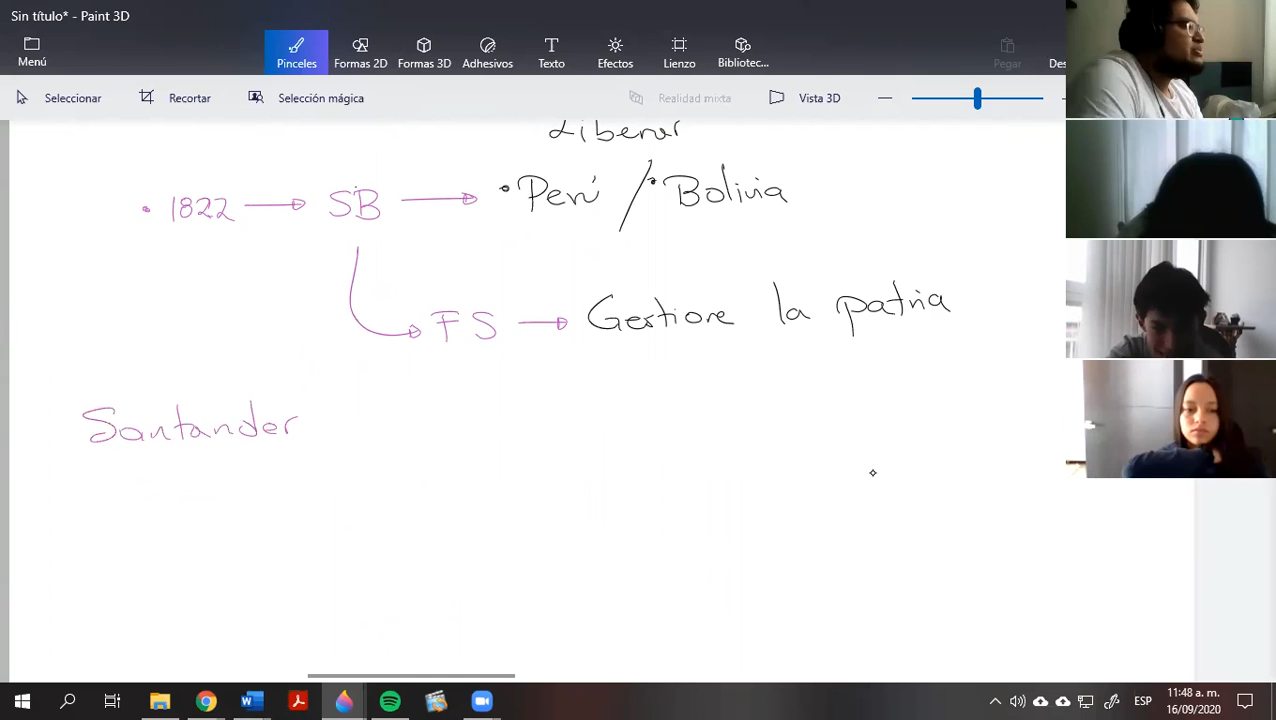 Sin título* - Paint 3D
Menú
Pinceles
Formas 2D
Formas 3D
Adhesivos
Texto
Efectos
Lienzo
Bibliotec...
Pegar
Des
Seleccionar
Recortar
Selección mágica
Realidad mixta
Vista 3D
Liberar
• 1822 → SB → • Perú / • Bolivia
FS → Gestione la patria
Santander
ESP
11:48 a. m.
16/09/2020